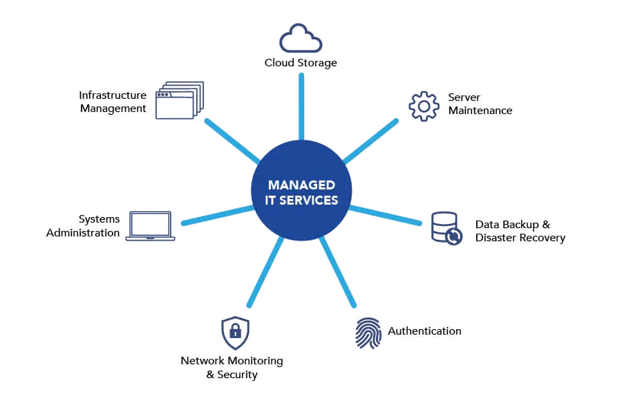 Cloud Storage
Infrastructure
Management
Server
Maintenance
MANAGED
IT SERVICES
Systems
Administration
Data Backup &
Disaster Recovery
Authentication
Network Monitoring
& Security